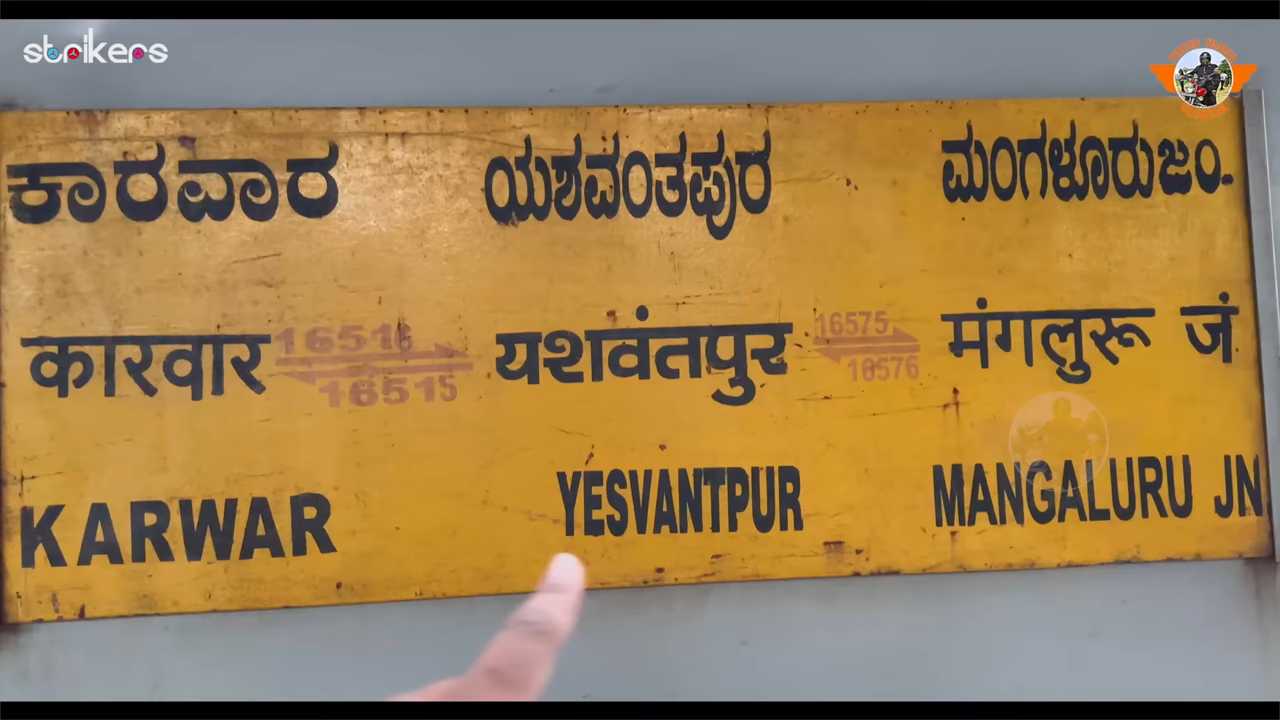 strikers
ಕಾರವಾರ ಯಶವಂತಪುರ ಮಂಗಳೂರುಜಂ.
कारवार 16516 यशवंतपुर 16575 मंगलुरू जं
16515 16576
KARWAR YESVANTPUR MANGALURU JN